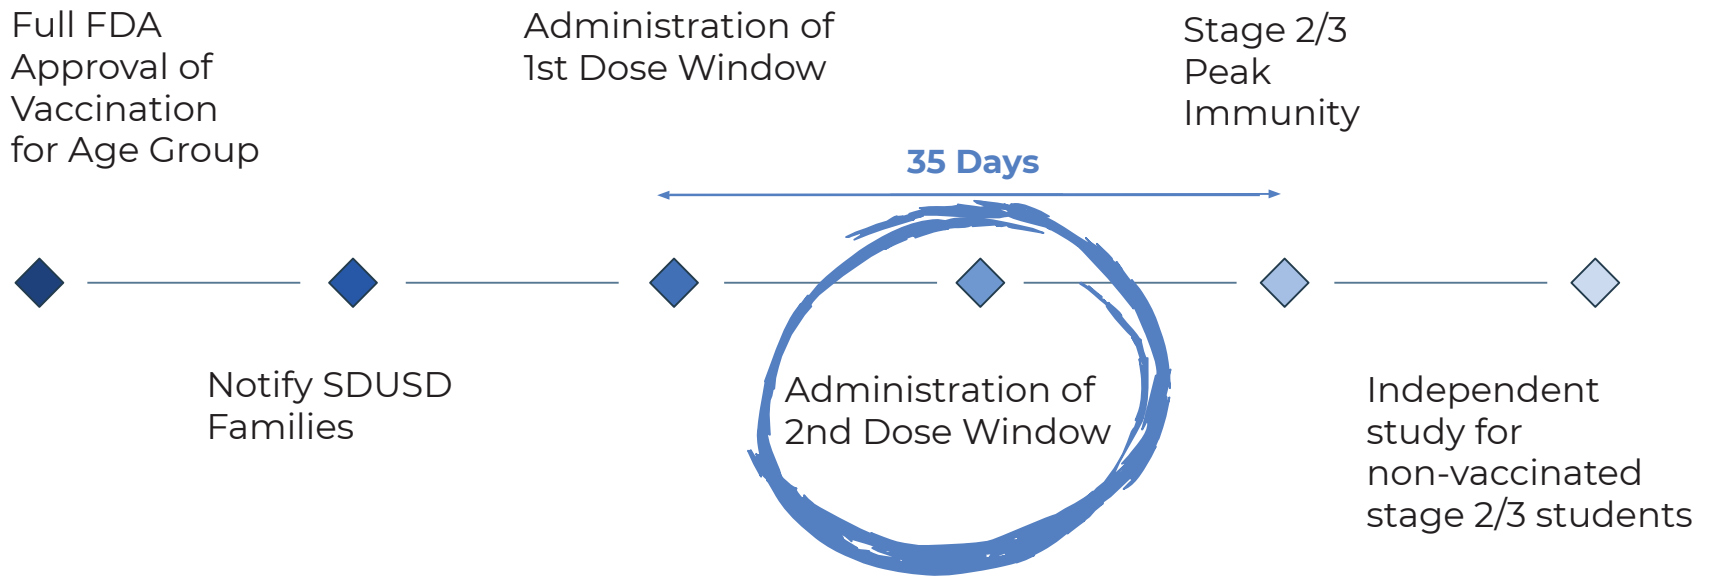 Full FDA
Approval of
Vaccination
for Age Group
Administration of
1st Dose Window
Stage 2/3
Peak
Immunity
35 Days
Notify SDUSD
Families
Administration of
2nd Dose Window
Independent
study for
non-vaccinated
stage 2/3 students